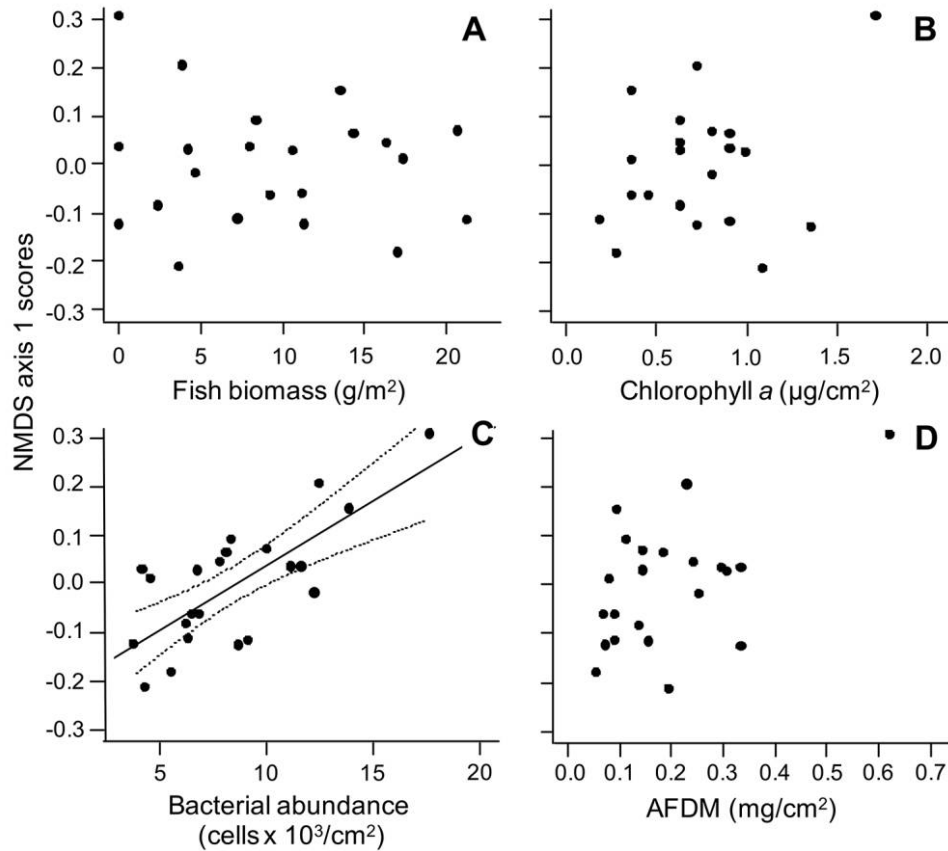 NMDS axis 1 scores
A
0.3
0.2
0.1
0.0
-0.1
-0.2
-0.3
0 5 10 15 20
Fish biomass (g/m²)
B
0.0 0.5 1.0 1.5 2.0
Chlorophyll a (µg/cm²)
C
0.3
0.2
0.1
0.0
-0.1
-0.2
-0.3
5 10 15 20
Bacterial abundance
(cells x 10³/cm²)
D
0.0 0.1 0.2 0.3 0.4 0.5 0.6 0.7
AFDM (mg/cm²)